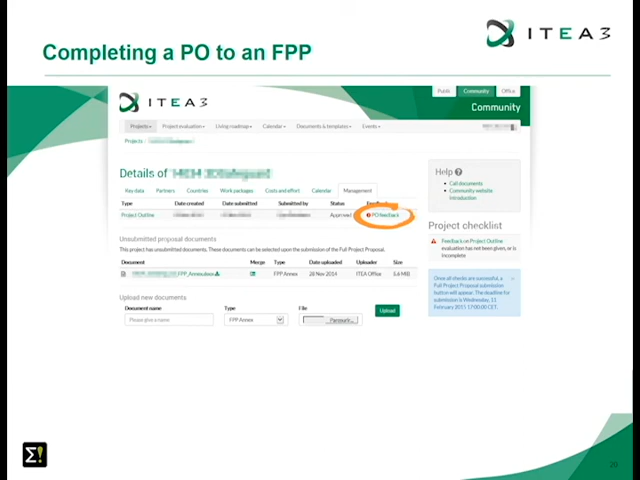 ITEA3
Completing a PO to an FPP
Public Community Office
ITEA3
Community
Projects Project evaluation Living roadmap Calendar Documents & templates Events
Projects
Details of
Key data Partners Countries Work packages Costs and effort Calendar Management
Type Date created Date submitted Submitted by Status Feedback
Project Outline Approved PO feedback
Unsubmitted proposal documents
This project has unsubmitted documents. These documents can be selected upon the submission of the Full Project Proposal.
Document Merge Type Date uploaded Uploader Size
FPP_Annex.docx FPP Annex 28 Nov 2014 ITEA Office 5.6 MiB
Upload new documents
Document name Type File
Please give a name FPP Annex Upload
Help
Call documents
Community website
introduction
Project checklist
Feedback on Project Outline
evaluation has not been given, or is
incomplete
Once all checks are successful, a
Full Project Proposal submission
button will appear. The deadline for
submission is Wednesday, 11
February 2015 17:00:00 CET.
Σ!
20